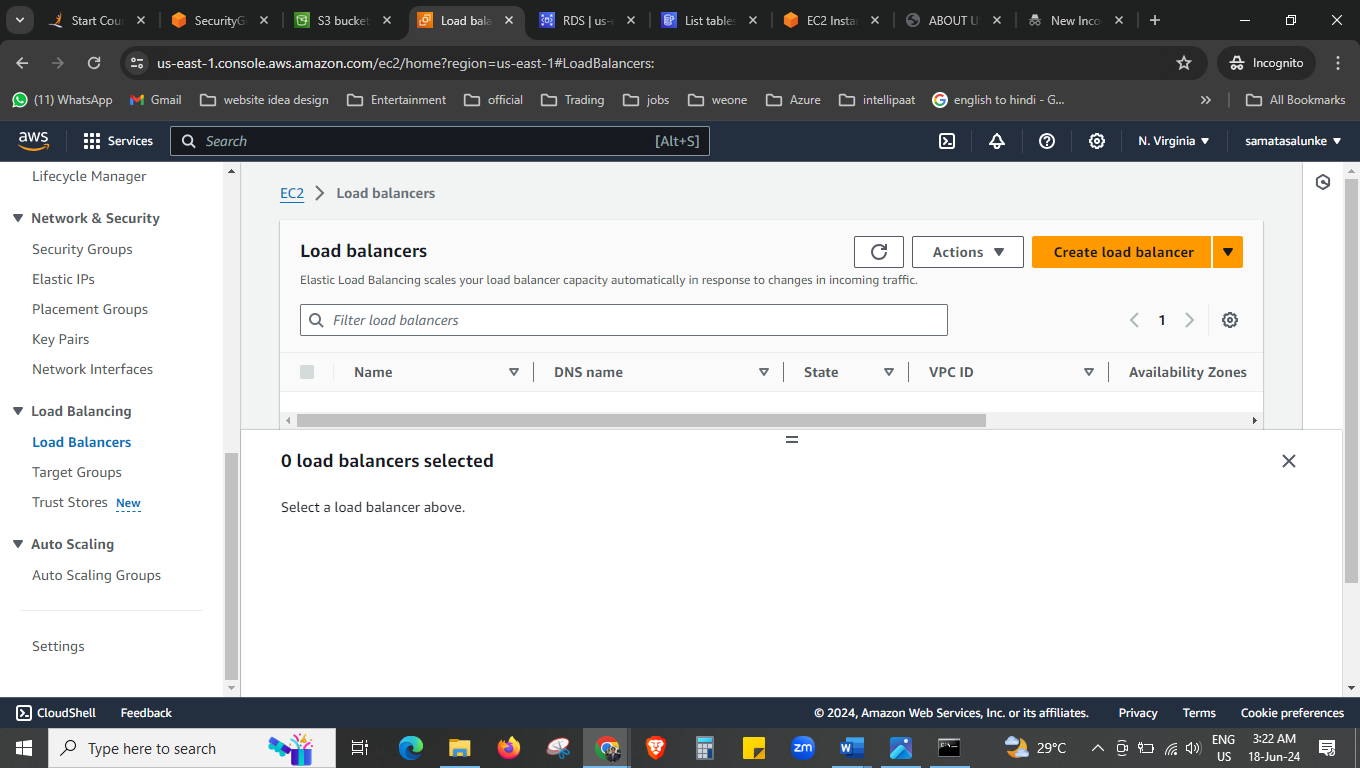 Start Cour
SecurityG
S3 bucket
Load bala
RDS | us-e
List tables
EC2 Insta
ABOUT U
New Inco
us-east-1.console.aws.amazon.com/ec2/home?region=us-east-1#LoadBalancers:
Incognito
(11) WhatsApp
Gmail
website idea design
Entertainment
official
Trading
jobs
weone
Azure
intellipaat
english to hindi - G...
All Bookmarks
aws
Services
Search
[Alt+S]
N. Virginia
samatasalunke
Lifecycle Manager
Network & Security
Security Groups
Elastic IPs
Placement Groups
Key Pairs
Network Interfaces
Load Balancing
Load Balancers
Target Groups
Trust Stores New
Auto Scaling
Auto Scaling Groups
Settings
EC2 > Load balancers
Load balancers
Actions
Create load balancer
Elastic Load Balancing scales your load balancer capacity automatically in response to changes in incoming traffic.
Filter load balancers
1
Name
DNS name
State
VPC ID
Availability Zones
0 load balancers selected
Select a load balancer above.
CloudShell
Feedback
© 2024, Amazon Web Services, Inc. or its affiliates.
Privacy
Terms
Cookie preferences
Type here to search
zm
29°C
ENG
US
3:22 AM
18-Jun-24